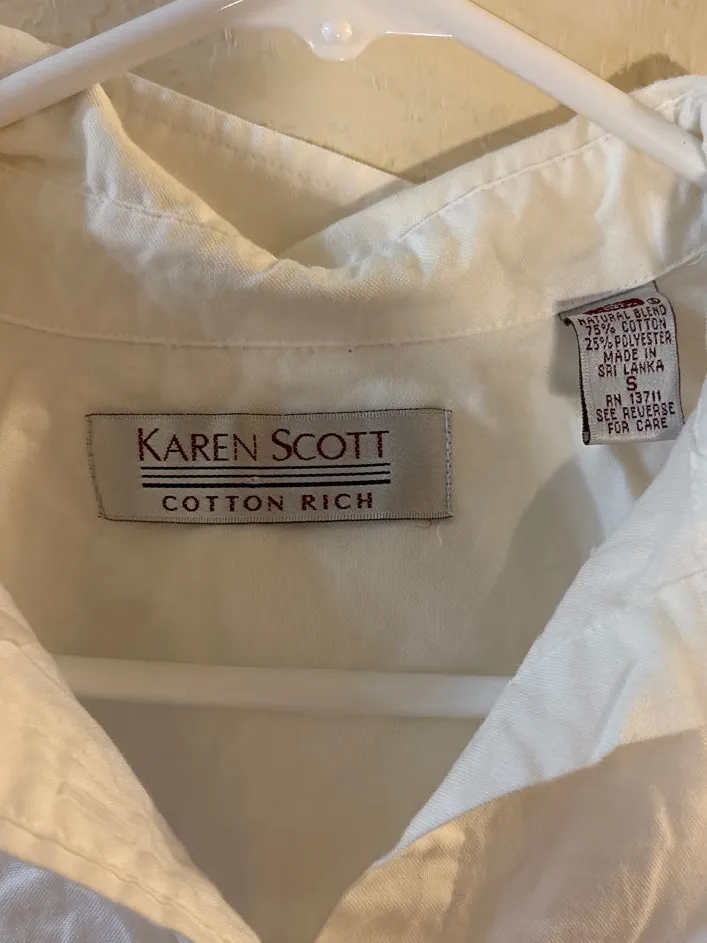 KAREN SCOTT
COTTON RICH
NATURAL BLEND
75% COTTON
25% POLYESTER
MADE IN
SRI LANKA
S
RN 13711
SEE REVERSE
FOR CARE